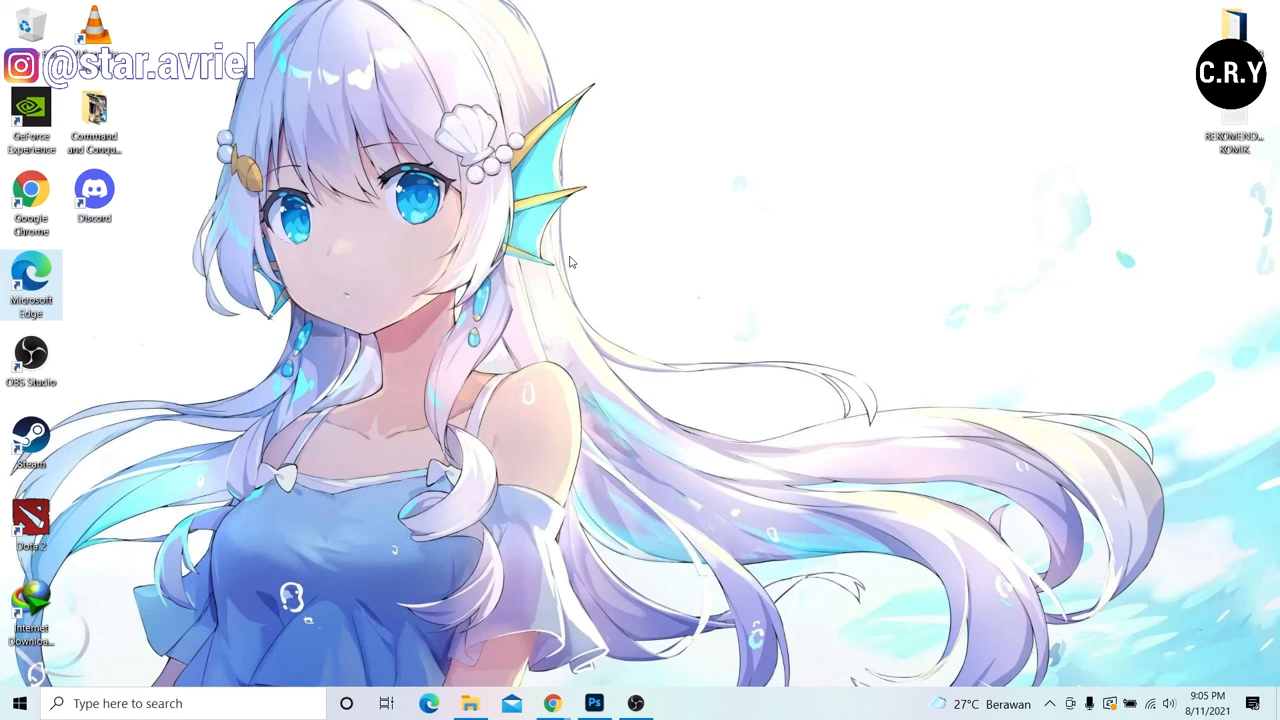 @star.avriel
C.R.Y
GeForce
Experience
Command
and Conqu...
REKOMEND...
KOMIK
Google
Chrome
Discord
Microsoft
Edge
OBS Studio
Steam
Dota 2
Internet
Downloa...
Type here to search
Ps
27°C Berawan
9:05 PM
8/11/2021